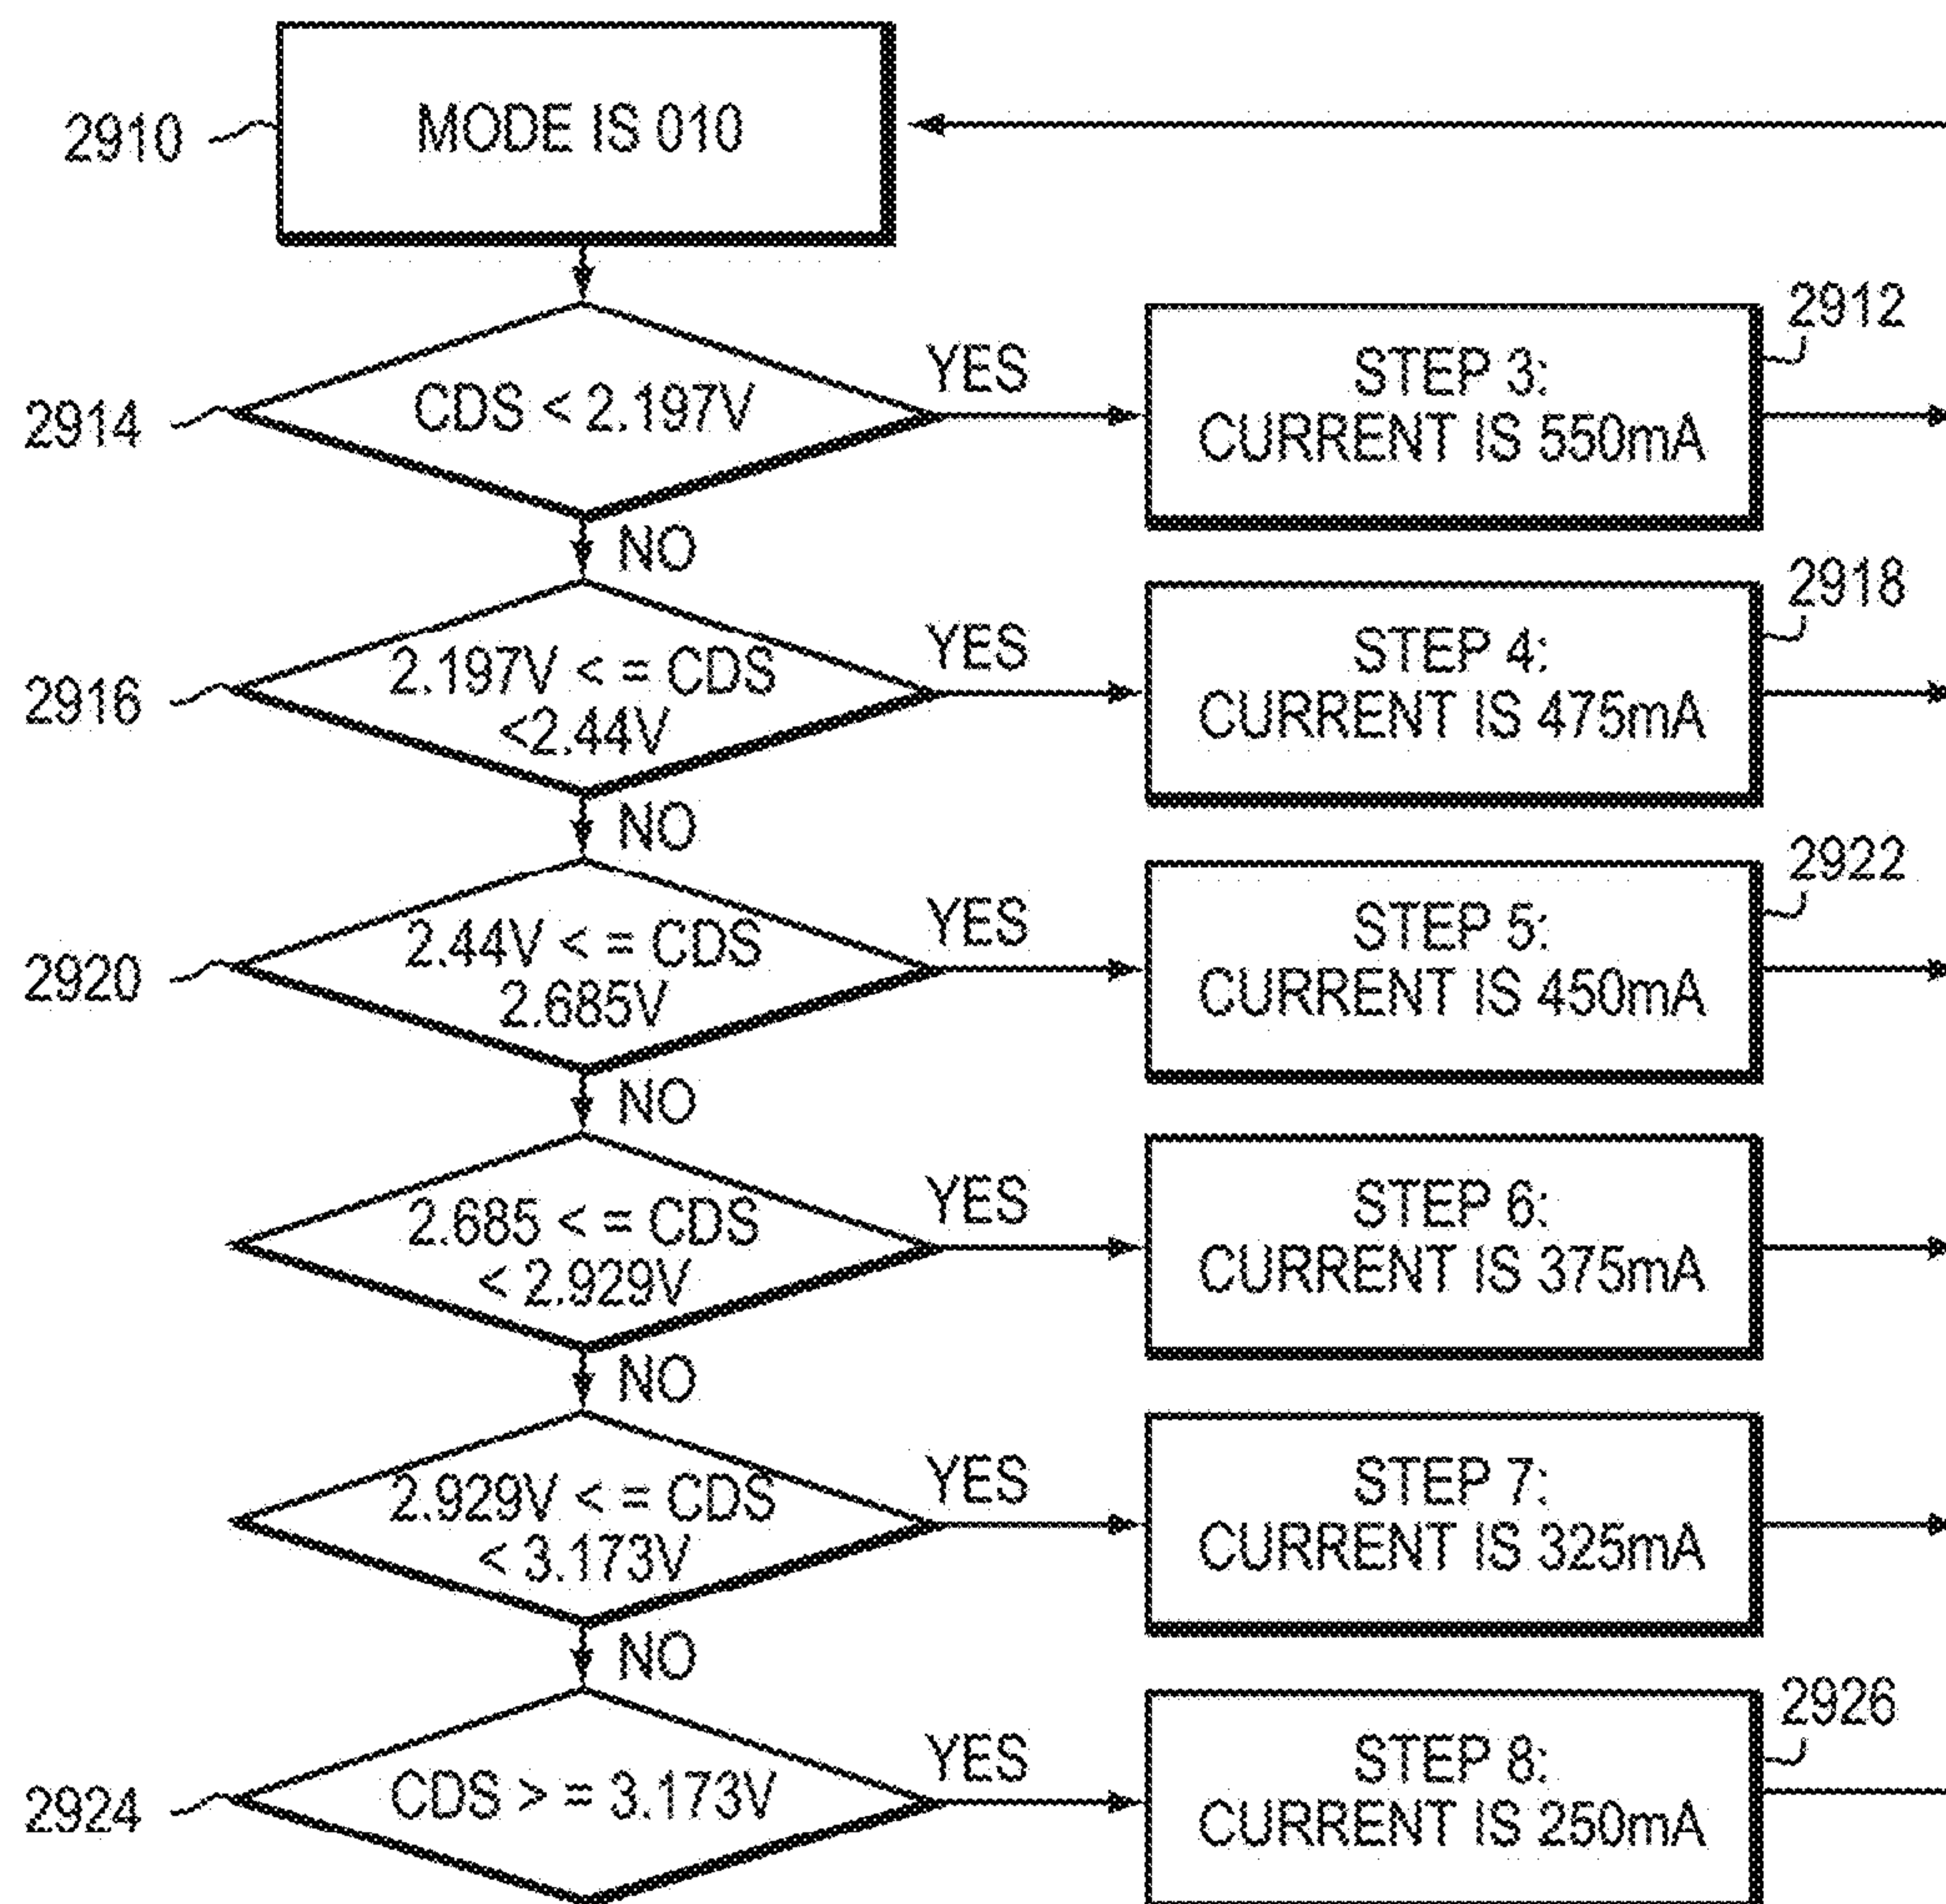 2910
MODE IS 010
2914
CDS < 2.197V
YES
STEP 3:
CURRENT IS 550mA
2912
NO
2916
2.197V < = CDS
<2.44V
YES
STEP 4:
CURRENT IS 475mA
2918
NO
2920
2.44V < = CDS
2.685V
YES
STEP 5:
CURRENT IS 450mA
2922
NO
2.685 < = CDS
< 2.929V
YES
STEP 6:
CURRENT IS 375mA
NO
2.929V < = CDS
< 3.173V
YES
STEP 7:
CURRENT IS 325mA
NO
2924
CDS > = 3.173V
YES
STEP 8:
CURRENT IS 250mA
2926